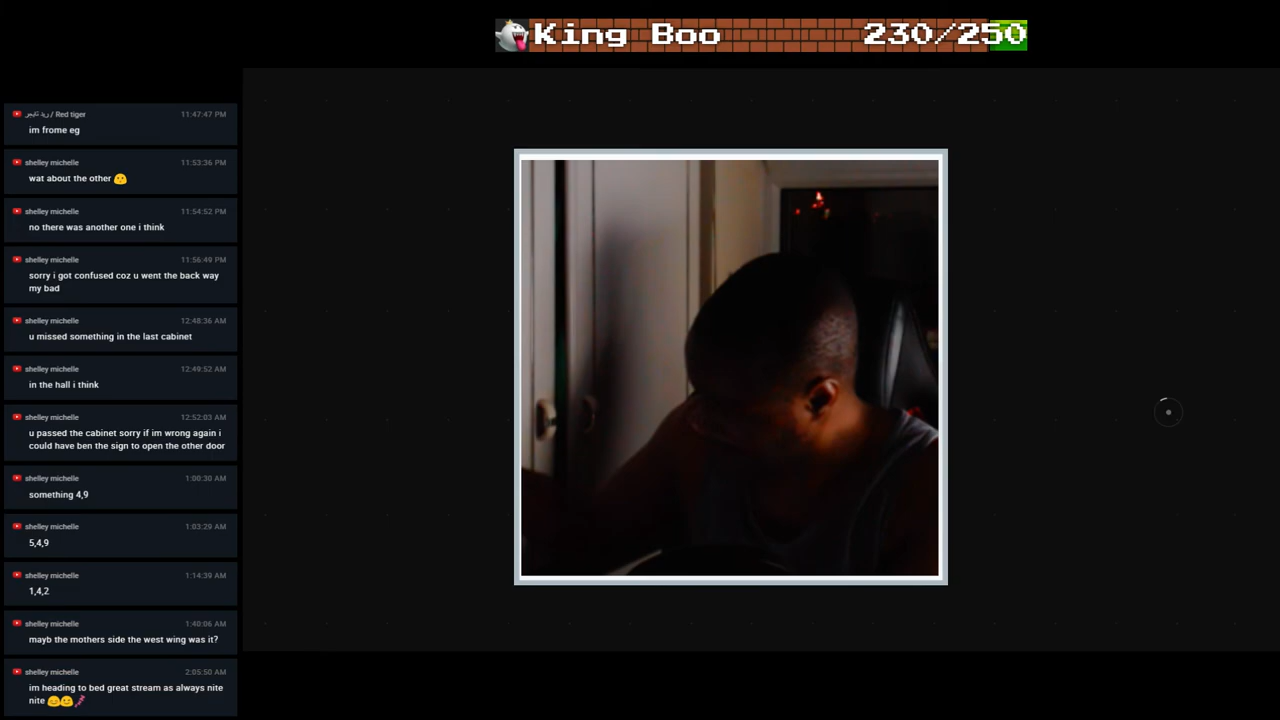 King Boo 230/250
ريد تايجر / Red tiger 11:47:47 PM
im frome eg
shelley michelle 11:53:36 PM
wat about the other 😶
shelley michelle 11:54:52 PM
no there was another one i think
shelley michelle 11:56:49 PM
sorry i got confused coz u went the back way
my bad
shelley michelle 12:48:36 AM
u missed something in the last cabinet
shelley michelle 12:49:52 AM
in the hall i think
shelley michelle 12:52:03 AM
u passed the cabinet sorry if im wrong again i
could have ben the sign to open the other door
shelley michelle 1:00:30 AM
something 4,9
shelley michelle 1:03:29 AM
5,4,9
shelley michelle 1:14:39 AM
1,4,2
shelley michelle 1:40:06 AM
mayb the mothers side the west wing was it?
shelley michelle 2:05:50 AM
im heading to bed great stream as always nite
nite 😊😊🎉